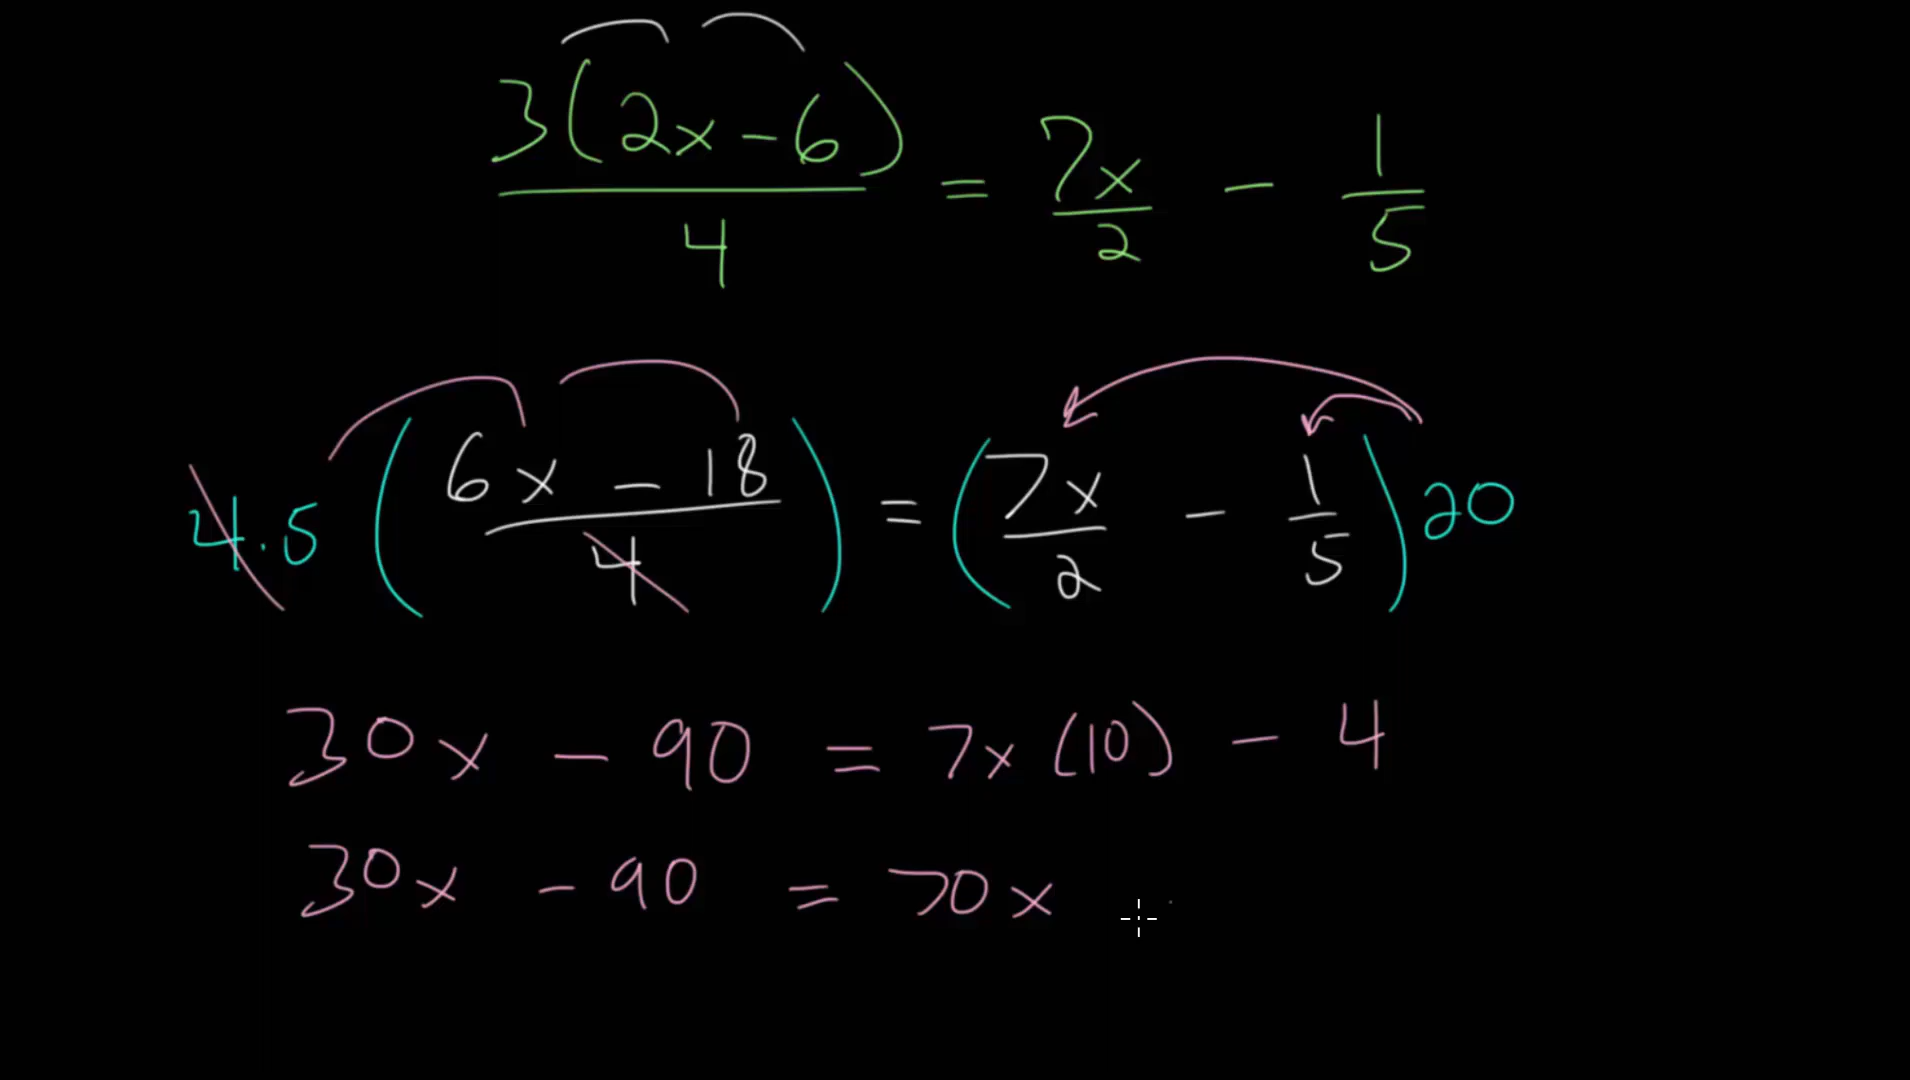 3(2x - 6)/4 = 7x/2 - 1/5
4.5 ( (6x - 18)/4 ) = ( 7x/2 - 1/5 ) 20
30x - 90 = 7x (10) - 4
30x - 90 = 70x